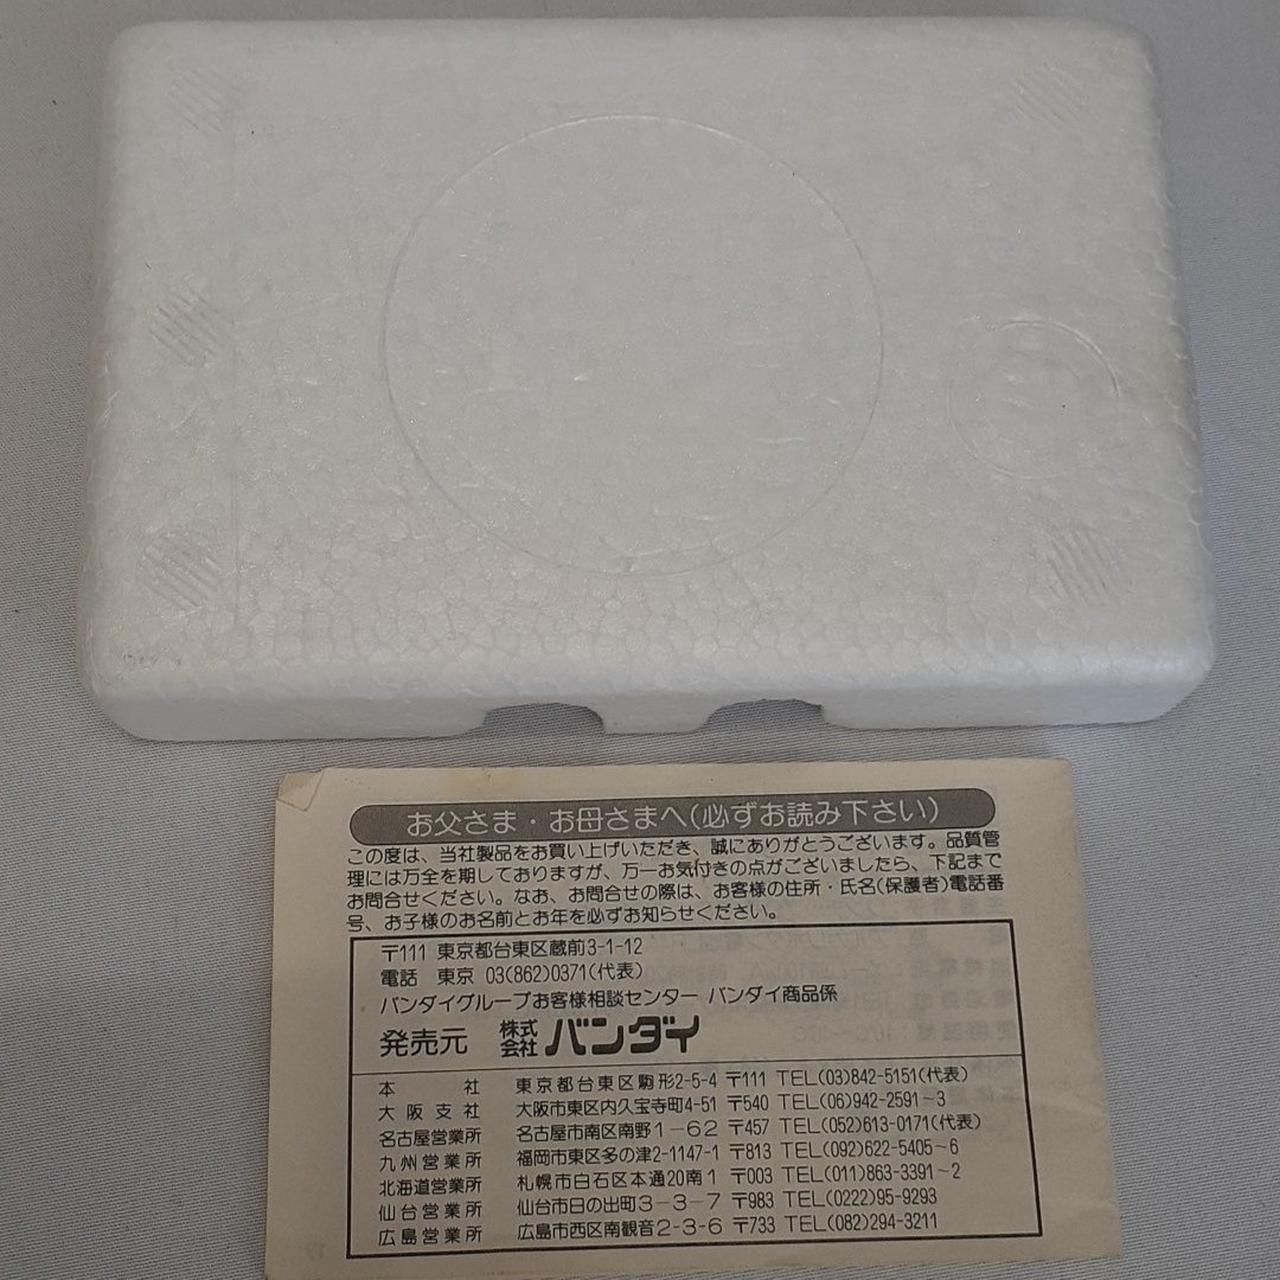 お父さま・お母さまへ(必ずお読み下さい)
この度は、当社製品をお買い上げいただき、誠にありがとうございます。品質管
理には万全を期しておりますが、万一お気付きの点がございましたら、下記まで
お問合せください。なお、お問合せの際は、お客様の住所・氏名(保護者)電話番
号、お子様のお名前とお年を必ずお知らせください。
〒111 東京都台東区蔵前3-1-12
電話 東京 03(862)0371(代表)
バンダイグループお客様相談センター バンダイ商品係
発売元 株式会社 バンダイ
本社 東京都台東区駒形2-5-4 〒111 TEL(03)842-5151(代表)
大阪支社 大阪市東区内久宝寺町4-51 〒540 TEL(06)942-2591~3
名古屋営業所 名古屋市南区南野1-62 〒457 TEL(052)613-0171(代表)
九州営業所 福岡市東区多の津2-1147-1 〒813 TEL(092)622-5405~6
北海道営業所 札幌市白石区本通20南1 〒003 TEL(011)863-3391~2
仙台営業所 仙台市日の出町3-3-7 〒983 TEL(0222)95-9293
広島営業所 広島市西区南観音2-3-6 〒733 TEL(082)294-3211